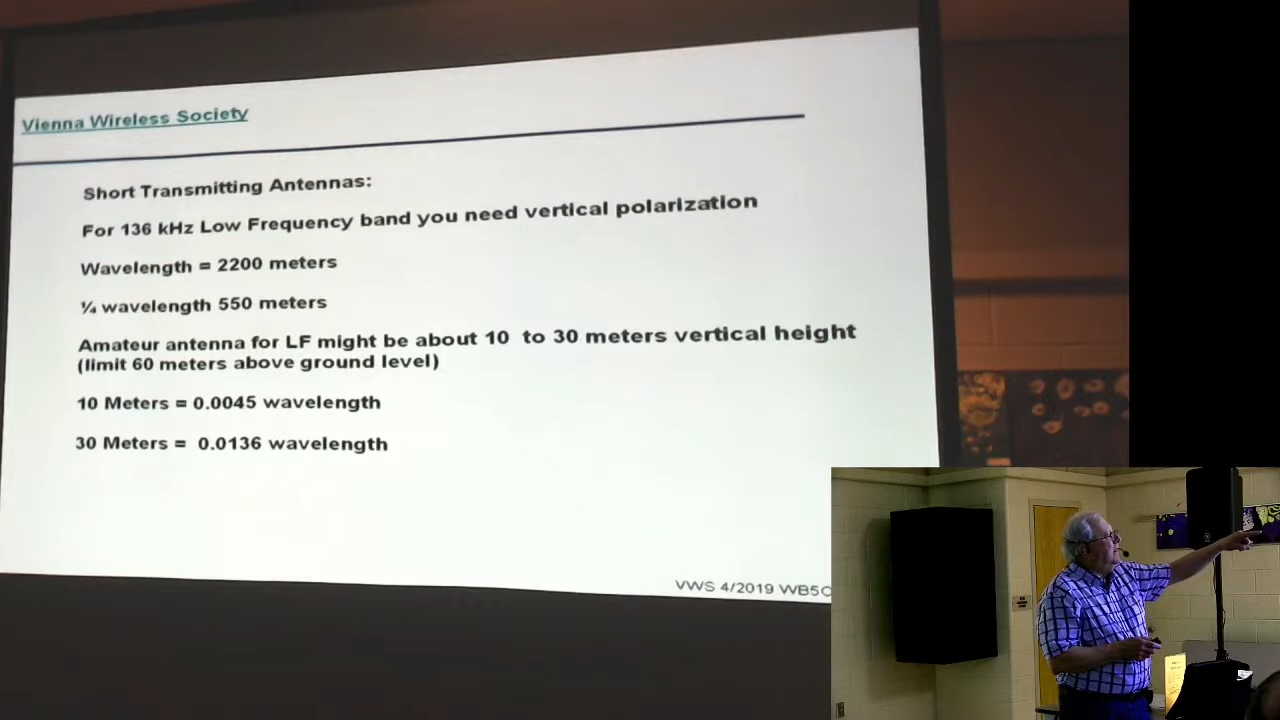 Vienna Wireless Society
Short Transmitting Antennas:
For 136 kHz Low Frequency band you need vertical polarization
Wavelength = 2200 meters
¼ wavelength 550 meters
Amateur antenna for LF might be about 10 to 30 meters vertical height
(limit 60 meters above ground level)
10 Meters = 0.0045 wavelength
30 Meters = 0.0136 wavelength
VWS 4/2019